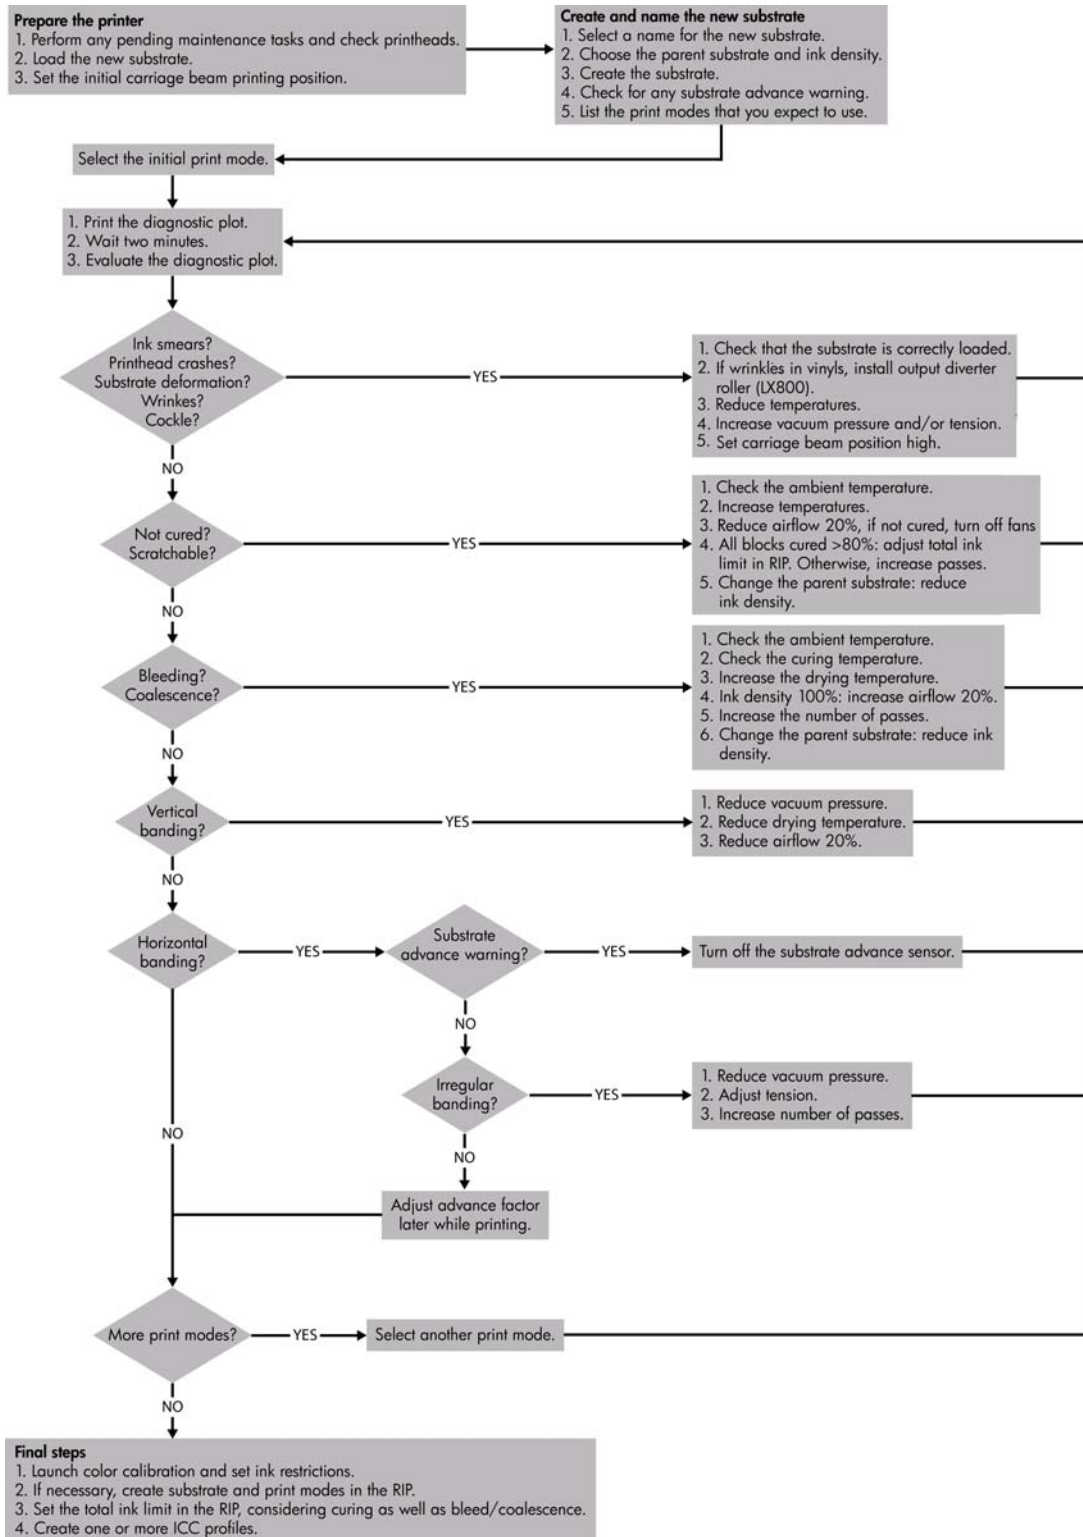 Prepare the printer
1. Perform any pending maintenance tasks and check printheads.
2. Load the new substrate.
3. Set the initial carriage beam printing position.
Create and name the new substrate
1. Select a name for the new substrate.
2. Choose the parent substrate and ink density.
3. Create the substrate.
4. Check for any substrate advance warning.
5. List the print modes that you expect to use.
Select the initial print mode.
1. Print the diagnostic plot.
2. Wait two minutes.
3. Evaluate the diagnostic plot.
Ink smears?
Printhead crashes?
Substrate deformation?
Wrinkes?
Cockle?
YES
1. Check that the substrate is correctly loaded.
2. If wrinkles in vinyls, install output diverter
roller (LX800).
3. Reduce temperatures.
4. Increase vacuum pressure and/or tension.
5. Set carriage beam position high.
NO
Not cured?
Scratchable?
YES
1. Check the ambient temperature.
2. Increase temperatures.
3. Reduce airflow 20%, if not cured, turn off fans
4. All blocks cured >80%: adjust total ink
limit in RIP. Otherwise, increase passes.
5. Change the parent substrate: reduce
ink density.
NO
Bleeding?
Coalescence?
YES
1. Check the ambient temperature.
2. Check the curing temperature.
3. Increase the drying temperature.
4. Ink density 100%: increase airflow 20%.
5. Increase the number of passes.
6. Change the parent substrate: reduce ink
density.
NO
Vertical
banding?
YES
1. Reduce vacuum pressure.
2. Reduce drying temperature.
3. Reduce airflow 20%.
NO
Horizontal
banding?
YES
Substrate
advance warning?
YES
Turn off the substrate advance sensor.
NO
Irregular
banding?
YES
1. Reduce vacuum pressure.
2. Adjust tension.
3. Increase number of passes.
NO
NO
Adjust advance factor
later while printing.
More print modes?
YES
Select another print mode.
NO
Final steps
1. Launch color calibration and set ink restrictions.
2. If necessary, create substrate and print modes in the RIP.
3. Set the total ink limit in the RIP, considering curing as well as bleed/coalescence.
4. Create one or more ICC profiles.